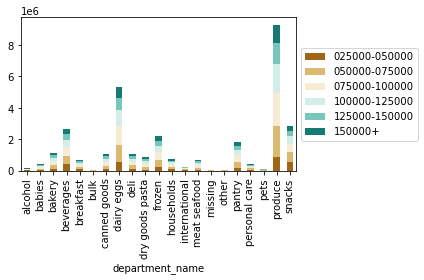 1e6
8
6
4
2
0
alcohol
babies
bakery
beverages
breakfast
bulk
canned goods
dairy eggs
deli
dry goods pasta
frozen
households
international
meat seafood
missing
other
pantry
personal care
pets
produce
snacks
department_name
025000-050000
050000-075000
075000-100000
100000-125000
125000-150000
150000+